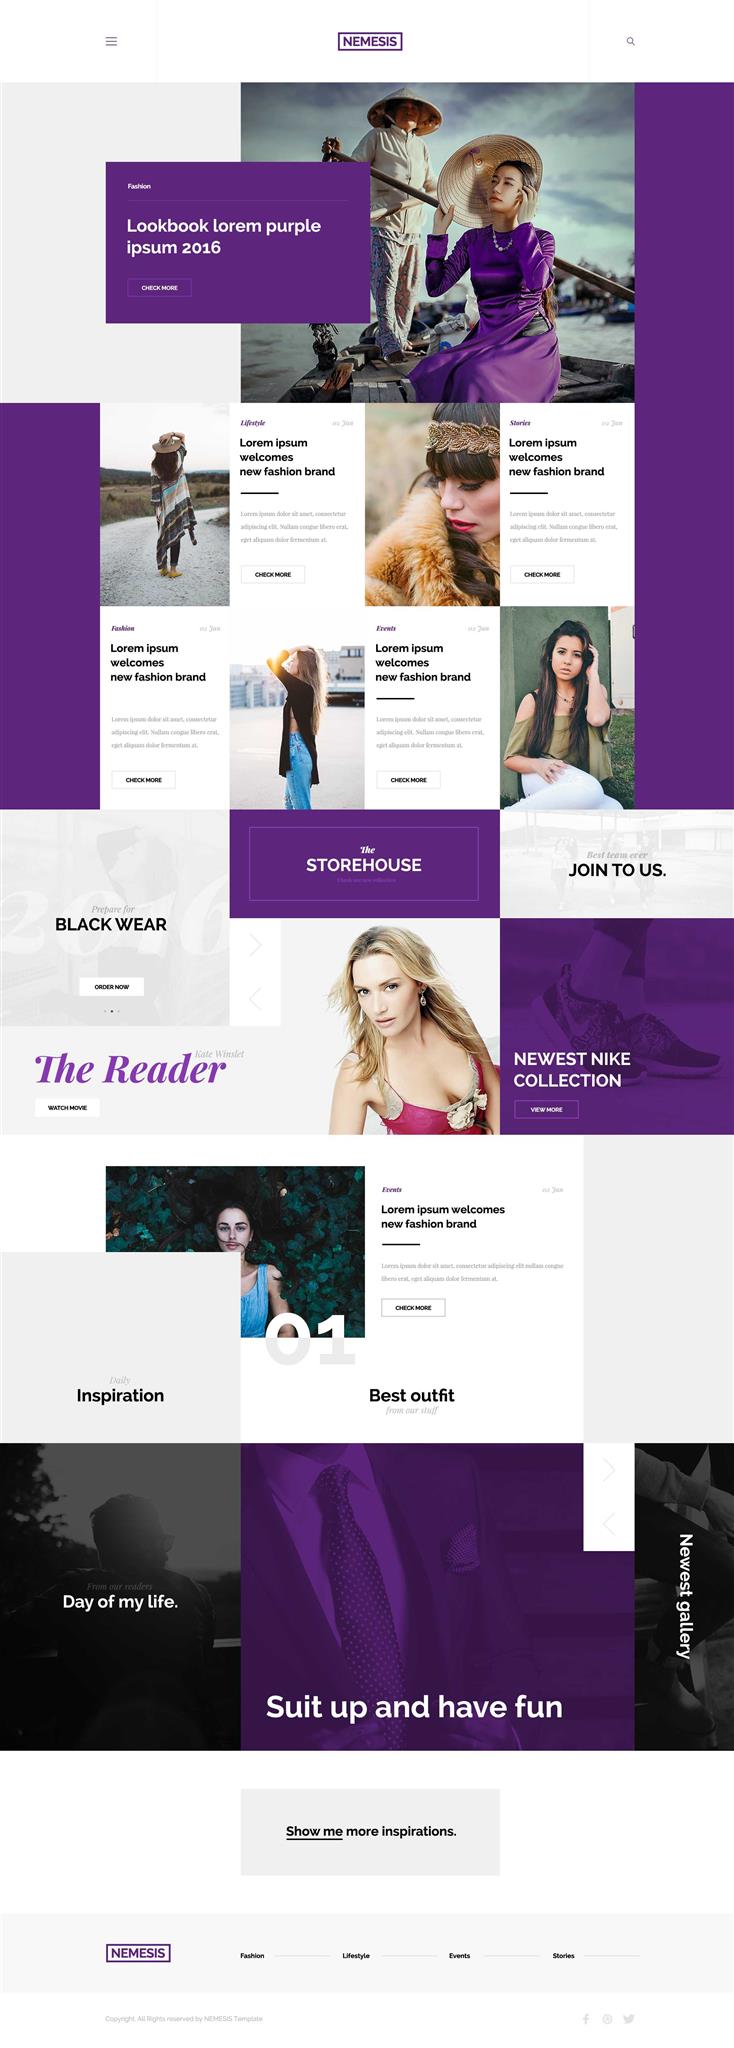 NEMESIS
Fashion
Lookbook lorem purple
ipsum 2016
CHECK MORE
Lifestyle
02 Jan
Lorem ipsum
welcomes
new fashion brand
Lorem ipsum dolor sit amet, consectetur
adipiscing elit. Nullam congue libero erat,
eget aliquam dolor fermentum at.
CHECK MORE
Stories
02 Jan
Lorem ipsum
welcomes
new fashion brand
Lorem ipsum dolor sit amet, consectetur
adipiscing elit. Nullam congue libero erat,
eget aliquam dolor fermentum at.
CHECK MORE
Fashion
02 Jan
Lorem ipsum
welcomes
new fashion brand
Lorem ipsum dolor sit amet, consectetur
adipiscing elit. Nullam congue libero erat,
eget aliquam dolor fermentum at.
CHECK MORE
Events
02 Jan
Lorem ipsum
welcomes
new fashion brand
Lorem ipsum dolor sit amet, consectetur
adipiscing elit. Nullam congue libero erat,
eget aliquam dolor fermentum at.
CHECK MORE
2016
Prepare for
BLACK WEAR
ORDER NOW
The
STOREHOUSE
Check our new collection
Best team ever
JOIN TO US.
Kate Winslet
The Reader
WATCH MOVIE
NEWEST NIKE
COLLECTION
VIEW MORE
Events
02 Jan
Lorem ipsum welcomes
new fashion brand
Lorem ipsum dolor sit amet, consectetur adipiscing elit nullam congue
libero erat, eget aliquam dolor fermentum at.
CHECK MORE
01
Daily
Inspiration
Best outfit
from our stuff
From our readers
Day of my life.
Suit up and have fun
Newest gallery
Show me more inspirations.
NEMESIS
Fashion
Lifestyle
Events
Stories
Copyright. All Rights reserved by NEMESIS Template